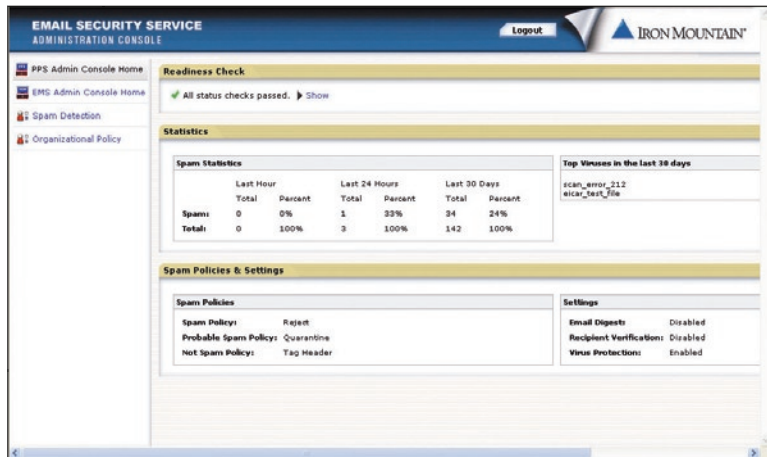 EMAIL SECURITY SERVICE
ADMINISTRATION CONSOLE
Logout
IRON MOUNTAIN®
PPS Admin Console Home
EMS Admin Console Home
Spam Detection
Organizational Policy
Readiness Check
All status checks passed. Show
Statistics
Spam Statistics
Last Hour Last 24 Hours Last 30 Days
Total Percent Total Percent Total Percent
Spam: 0 0% 1 33% 34 24%
Total: 0 100% 3 100% 142 100%
Top Viruses in the last 30 days
scan_error_212
eicar_test_file
Spam Policies & Settings
Spam Policies
Spam Policy: Reject
Probable Spam Policy: Quarantine
Not Spam Policy: Tag Header
Settings
Email Digest: Disabled
Recipient Verification: Disabled
Virus Protection: Enabled